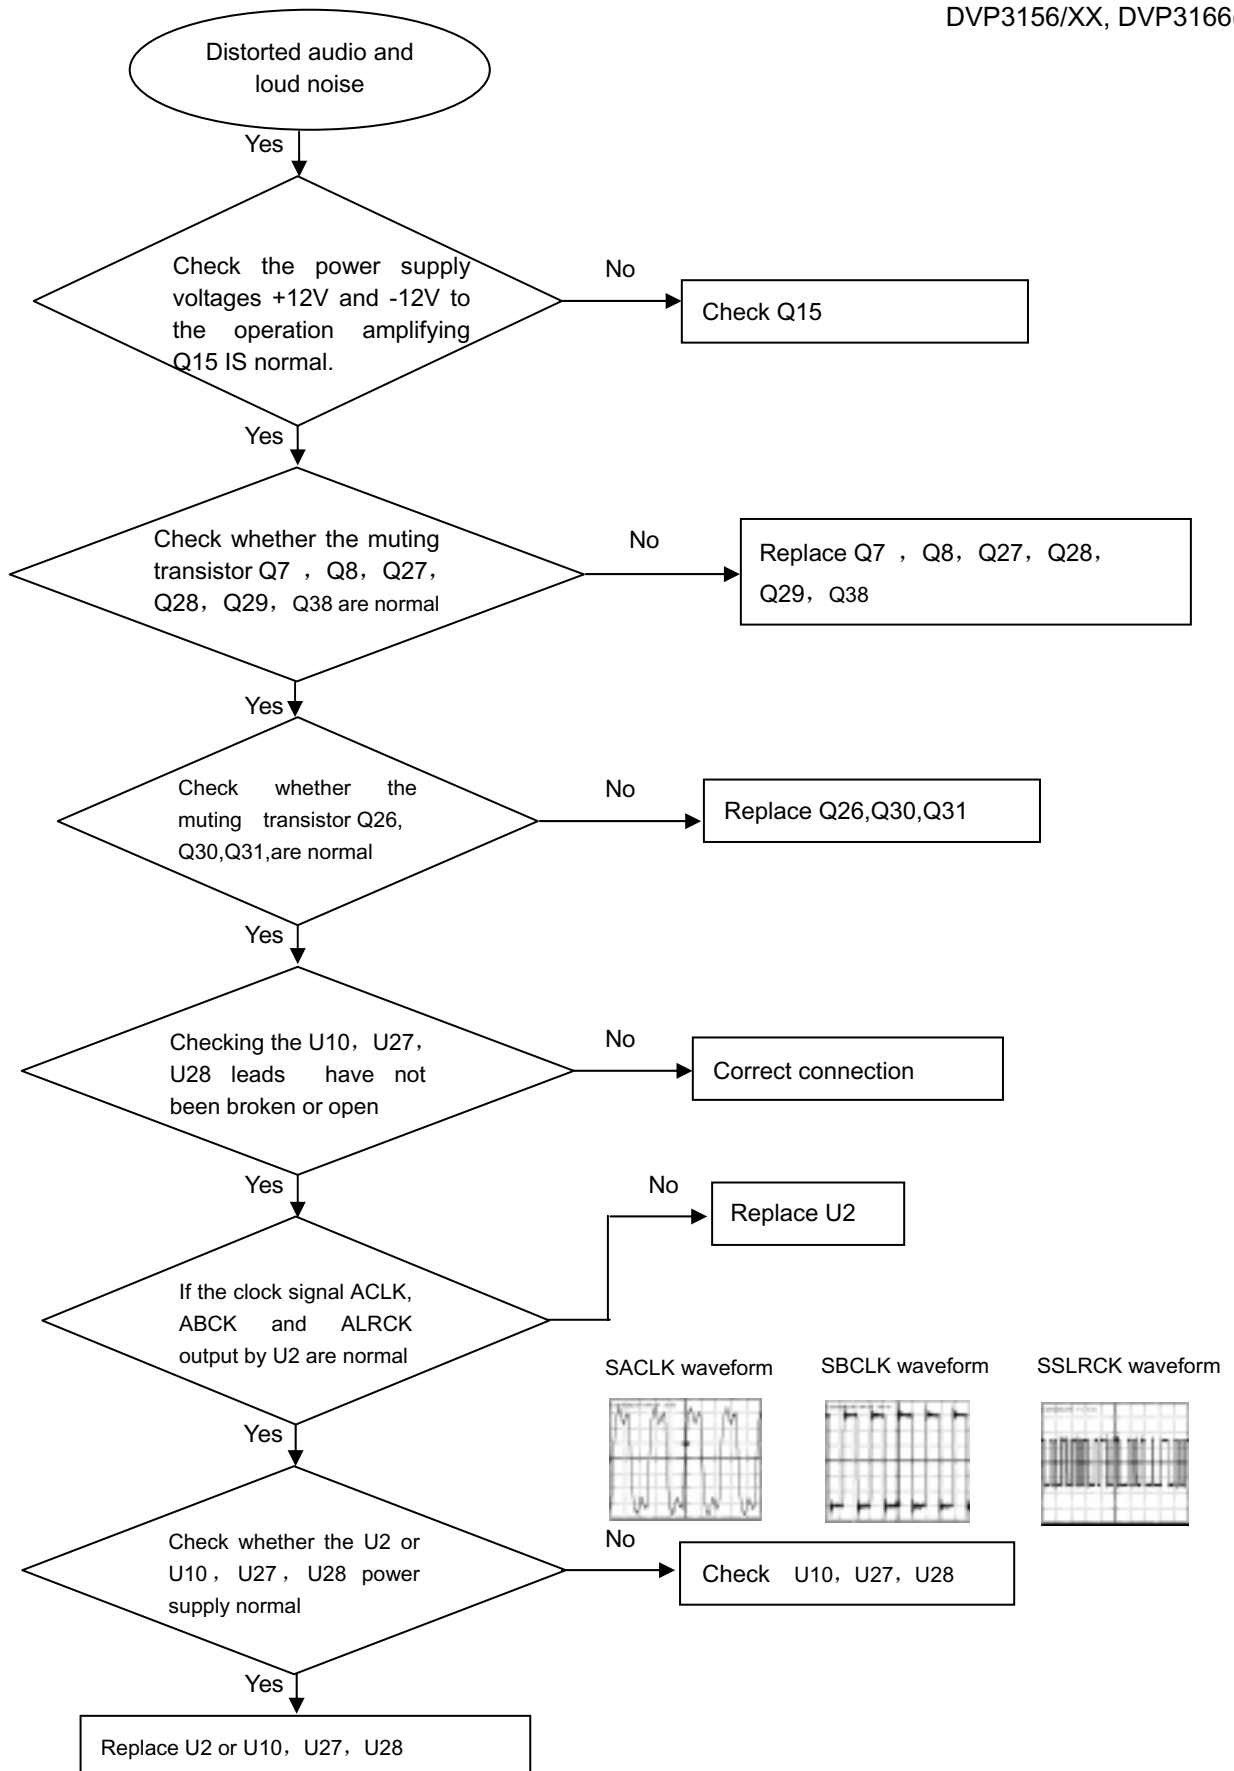 DVP3156/XX, DVP3166
Distorted audio and
loud noise
Yes
Check the power supply
voltages +12V and -12V to
the operation amplifying
Q15 IS normal.
No
Check Q15
Yes
Check whether the muting
transistor Q7 ，Q8，Q27，
Q28，Q29，Q38 are normal
No
Replace Q7 ，Q8，Q27，Q28，
Q29，Q38
Yes
Check whether the
muting transistor Q26,
Q30,Q31,are normal
No
Replace Q26,Q30,Q31
Yes
Checking the U10，U27，
U28 leads have not
been broken or open
No
Correct connection
Yes
If the clock signal ACLK,
ABCK and ALRCK
output by U2 are normal
No
Replace U2
SACLK waveform
SBCLK waveform
SSLRCK waveform
Yes
Check whether the U2 or
U10，U27，U28 power
supply normal
No
Check U10，U27，U28
Yes
Replace U2 or U10，U27，U28